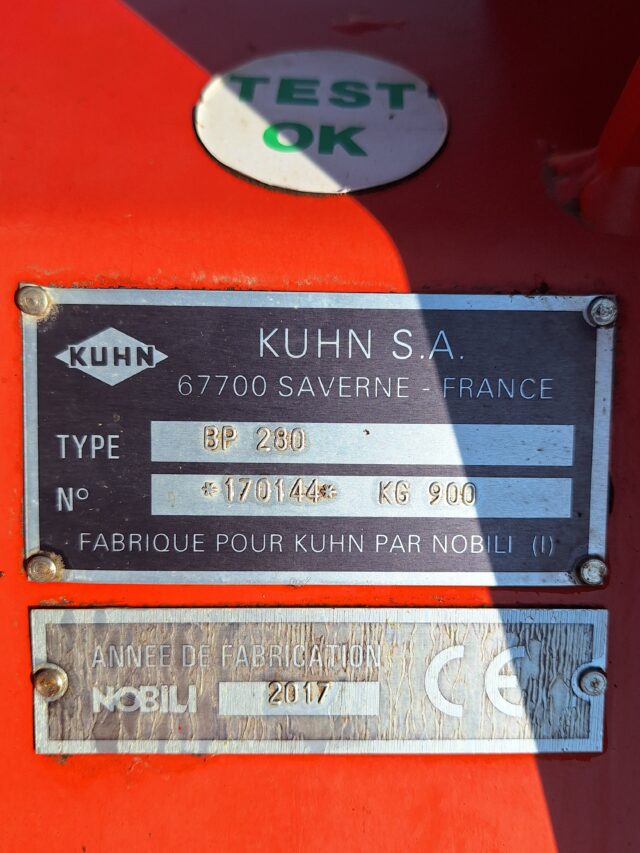 TEST
OK
KUHN
KUHN S.A.
67700 SAVERNE - FRANCE
TYPE BP 280
N° *170144* KG 900
FABRIQUE POUR KUHN PAR NOBILI (I)
ANNEE DE FABRICATION
NOBILI 2017
CE